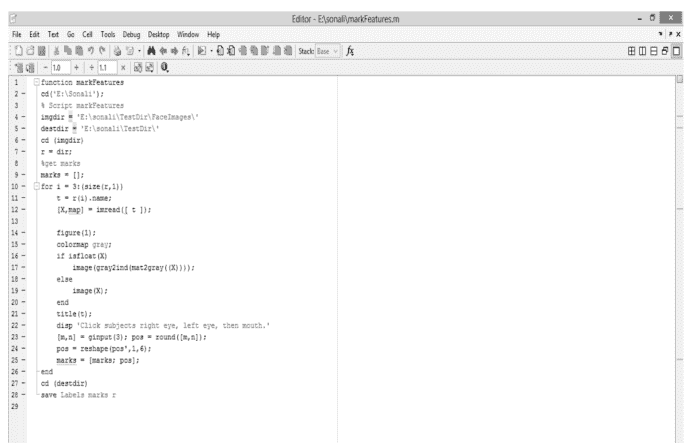 Editor - E:\sonali\markFeatures.m
File Edit Text Go Cell Tools Debug Desktop Window Help
Stack: Base fx
- 1.0 + ÷ 1.1 ×
1 function markFeatures
2 - cd('E:\Sonali');
3 % Script markFeatures
4 - imgdir = 'E:\sonali\TestDir\FaceImages\'
5 - destdir = 'E:\sonali\TestDir\'
6 - cd (imgdir)
7 - r = dir;
8 %get marks
9 - marks = [];
10 - for i = 3:(size(r,1))
11 - t = r(i).name;
12 - [X,map] = imread([ t ]);
13
14 - figure(1);
15 - colormap gray;
16 - if isfloat(X)
17 - image(gray2ind(mat2gray((X))));
18 - else
19 - image(X);
20 - end
21 - title(t);
22 - disp 'Click subjects right eye, left eye, then mouth.'
23 - [m,n] = ginput(3); pos = round([m,n]);
24 - pos = reshape(pos',1,6);
25 - marks = [marks; pos];
26 - end
27 - cd (destdir)
28 - save Labels marks r
29